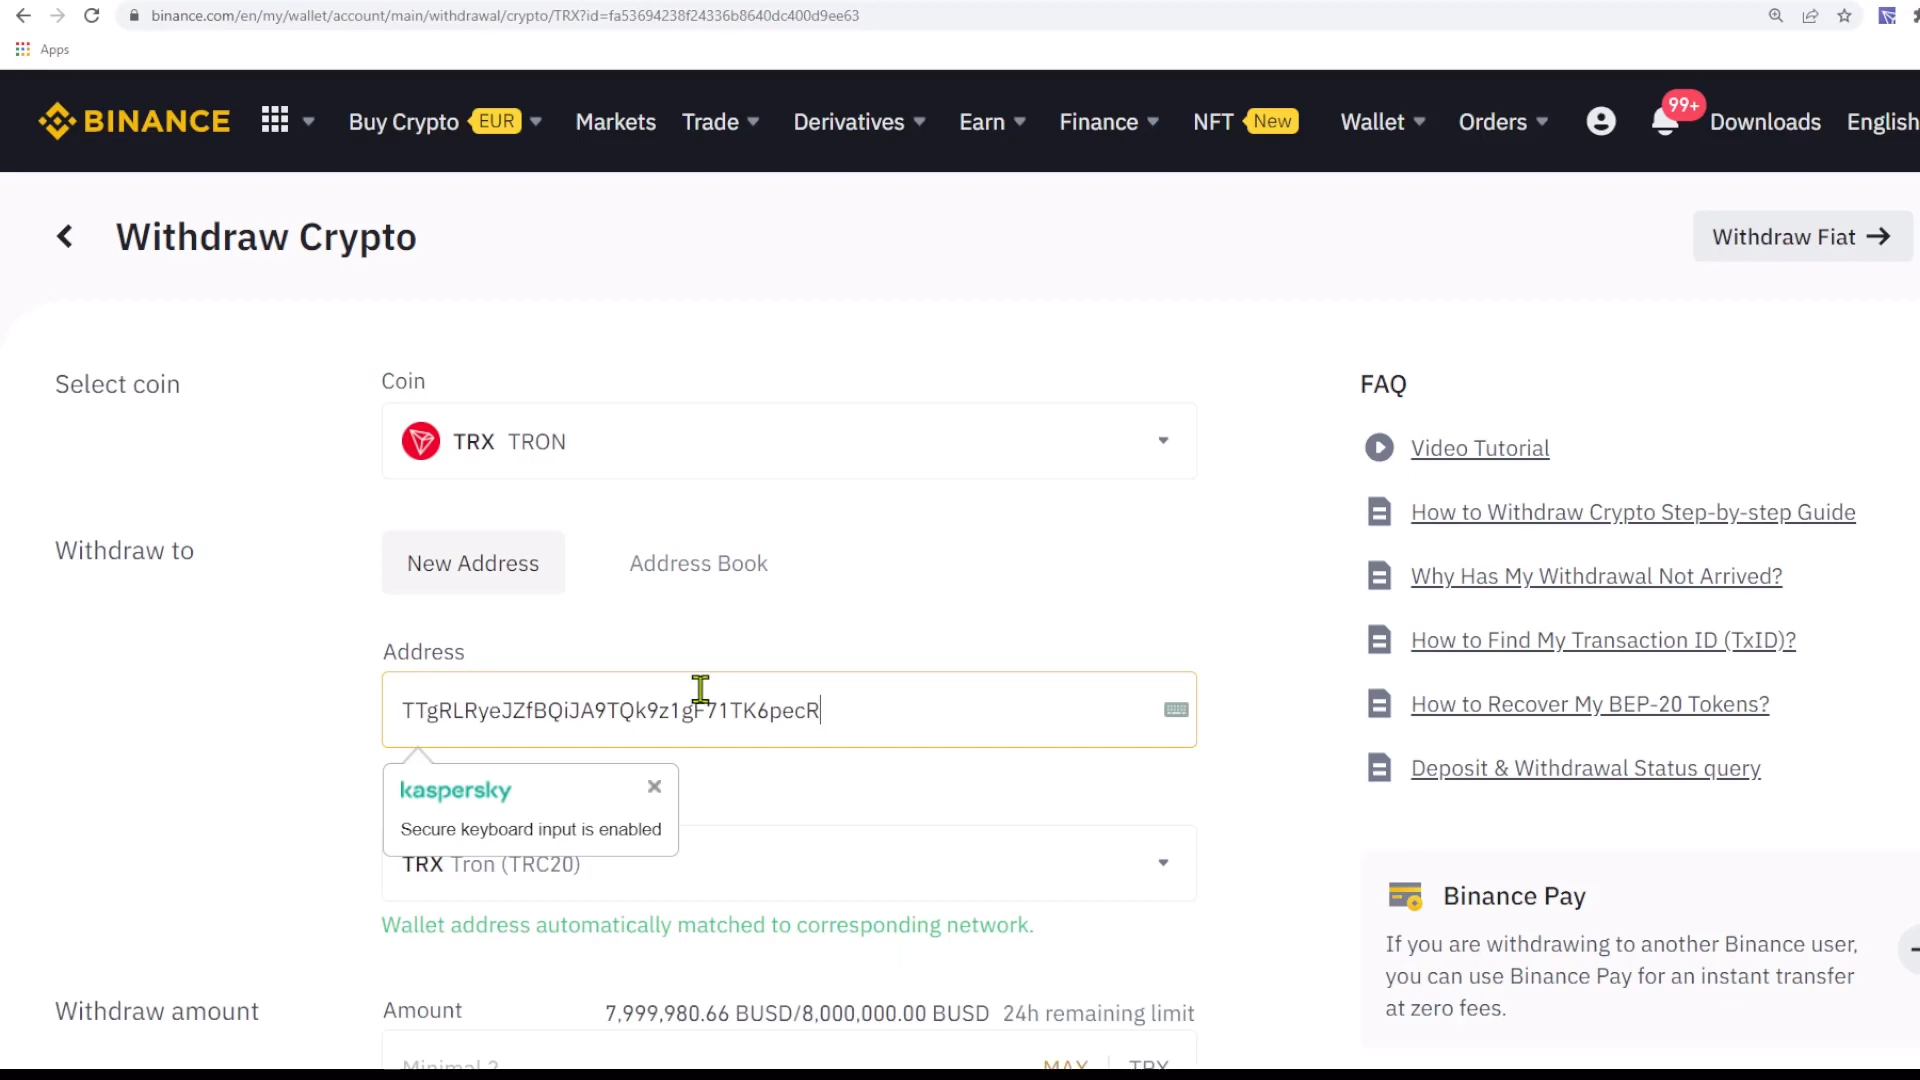 binance.com/en/my/wallet/account/main/withdrawal/crypto/TRX?id=fa53694238f24336b8640dc400d9ee63
Apps
BINANCE Buy Crypto EUR Markets Trade Derivatives Earn Finance NFT New Wallet Orders 99+ Downloads English
Withdraw Crypto
Withdraw Fiat
Select coin
Coin
TRX TRON
Withdraw to
New Address
Address Book
Address
TTgRLRyeJZfBQiJA9TQk9z1gF71TK6pecR
kaspersky
Secure keyboard input is enabled
TRX Tron (TRC20)
Wallet address automatically matched to corresponding network.
Withdraw amount
Amount
7,999,980.66 BUSD/8,000,000.00 BUSD 24h remaining limit
Minimal 2
MAX
TRX
FAQ
Video Tutorial
How to Withdraw Crypto Step-by-step Guide
Why Has My Withdrawal Not Arrived?
How to Find My Transaction ID (TxID)?
How to Recover My BEP-20 Tokens?
Deposit & Withdrawal Status query
Binance Pay
If you are withdrawing to another Binance user,
you can use Binance Pay for an instant transfer
at zero fees.